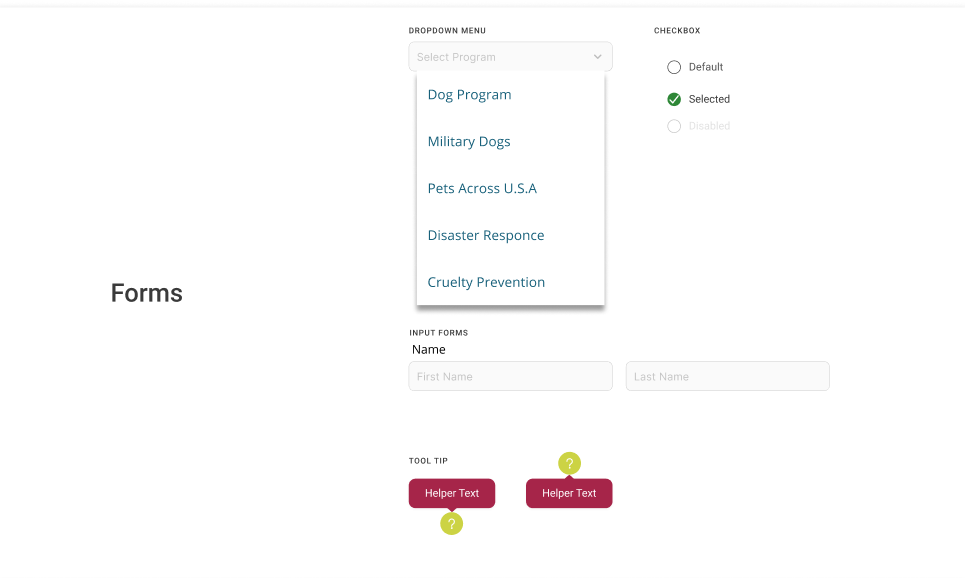 Forms
DROPDOWN MENU
Select Program
Dog Program
Military Dogs
Pets Across U.S.A
Disaster Responce
Cruelty Prevention
CHECKBOX
Default
Selected
Disabled
INPUT FORMS
Name
First Name
Last Name
TOOL TIP
Helper Text
?
?
Helper Text